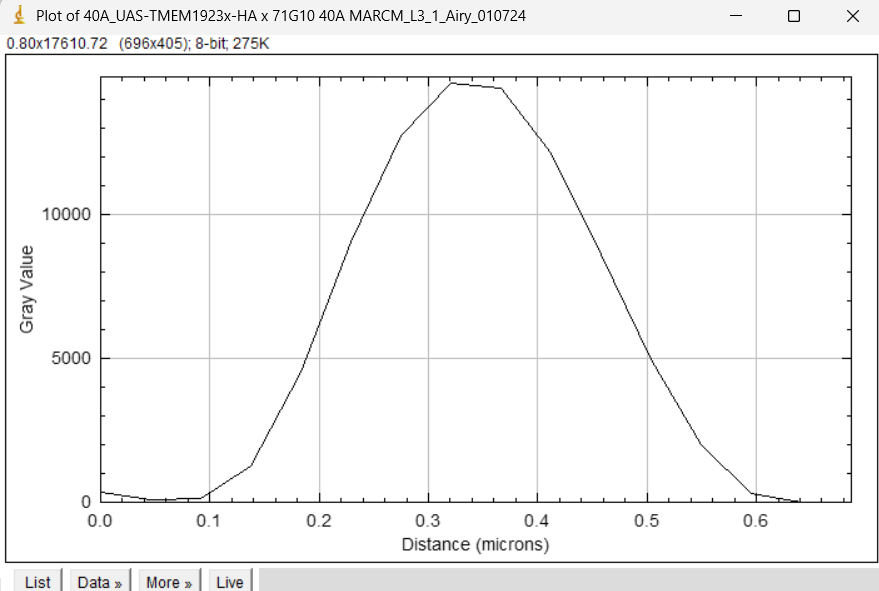 Plot of 40A_UAS-TMEM1923x-HA x 71G10 40A MARCM_L3_1_Airy_010724
0.80x17610.72 (696x405); 8-bit; 275K
10000
5000
0
Gray Value
0.0 0.1 0.2 0.3 0.4 0.5 0.6
Distance (microns)
List Data » More » Live